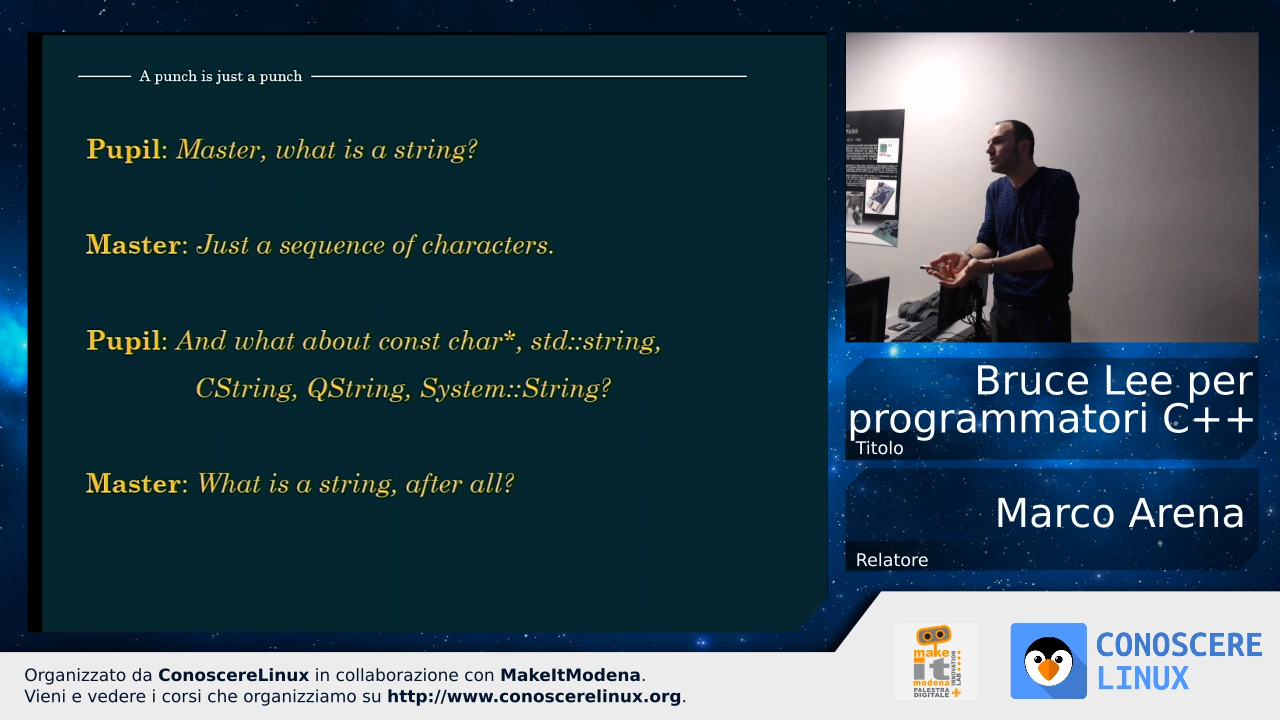 A punch is just a punch
Pupil: Master, what is a string?
Master: Just a sequence of characters.
Pupil: And what about const char*, std::string,
CString, QString, System::String?
Master: What is a string, after all?
Bruce Lee per
programmatori C++
Titolo
Marco Arena
Relatore
make
it
modena
PALESTRA
DIGITALE
INNOVATION
LAB
CONOSCERE
LINUX
Organizzato da ConoscereLinux in collaborazione con MakeItModena.
Vieni e vedere i corsi che organizziamo su http://www.conoscerelinux.org.